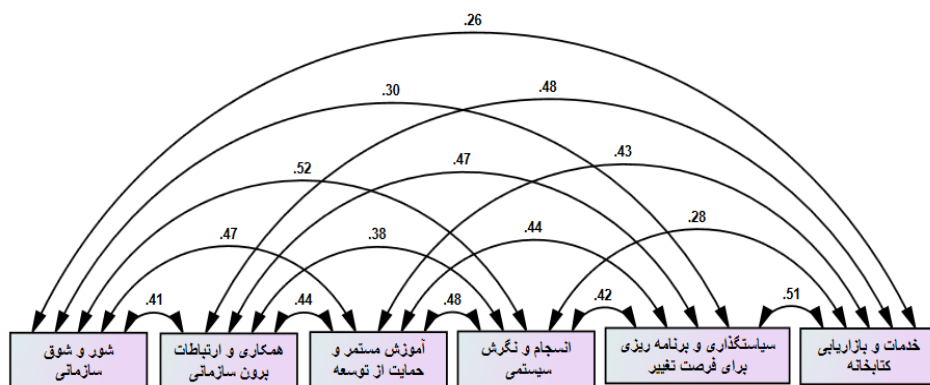 .26
.30
.48
.52
.47
.43
.47
.38
.44
.28
.41
.44
.48
.42
.51
شور و شوق
سازمانی
همکاری و ارتباطات
برون سازمانی
آموزش مستمر و
حمایت از توسعه
انسجام و نگرش
سیستمی
سیاستگذاری و برنامه ریزی
برای فرصت تغییر
خدمات و بازاریابی
کتابخانه